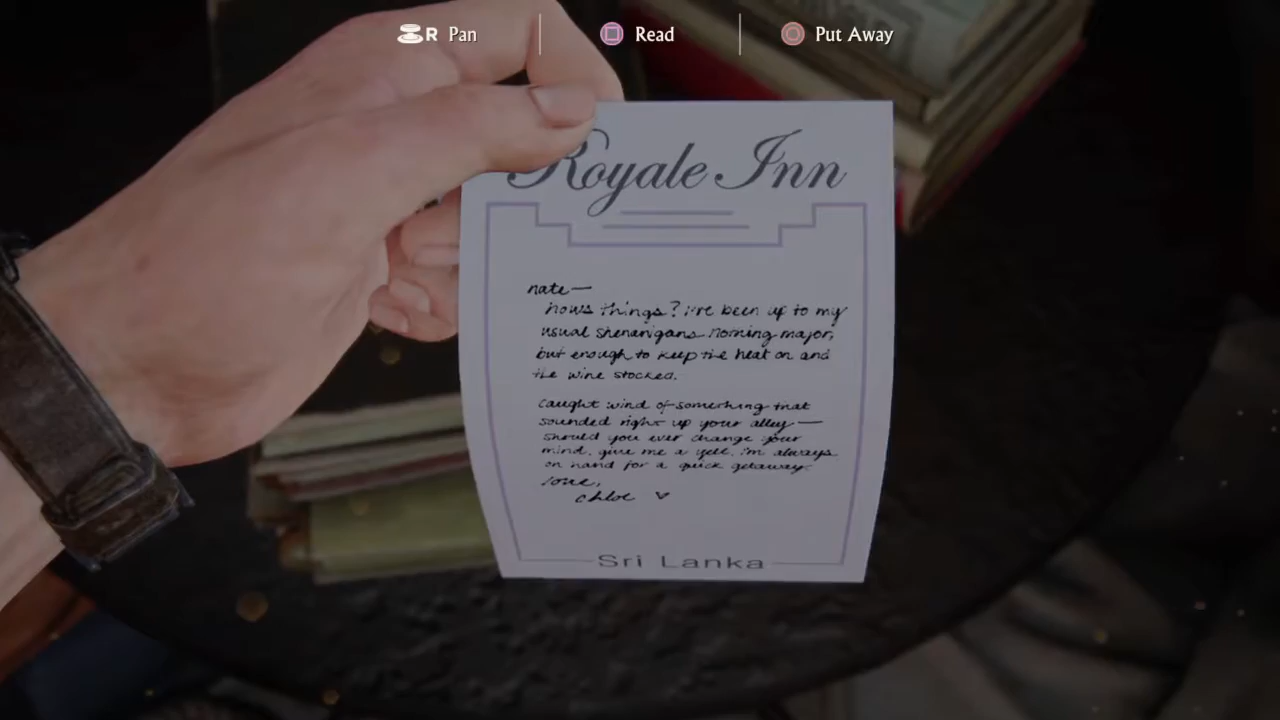 R Pan
Read
Put Away
Royale Inn
nate—
how's things? i've been up to my
usual shenanigans. nothing major,
but enough to keep the heat on and
the wine stocked.
caught wind of something that
sounded right up your alley—
should you ever change your
mind, give me a yell. i'm always
on hand for a quick getaway.
love,
chloe
Sri Lanka